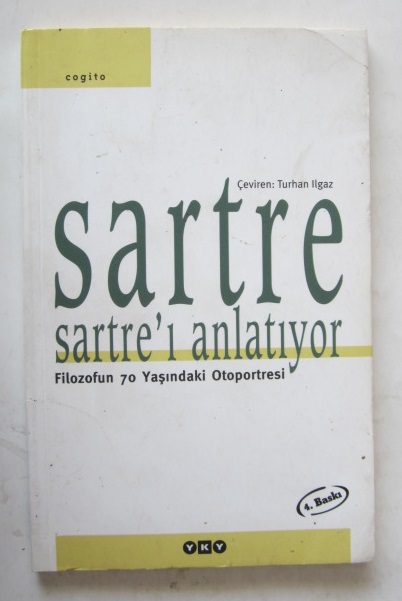 cogito
Çeviren: Turhan Ilgaz
sartre
sartre'ı anlatıyor
Filozofun 70 Yaşındaki Otoportresi
4. Baskı
YKY